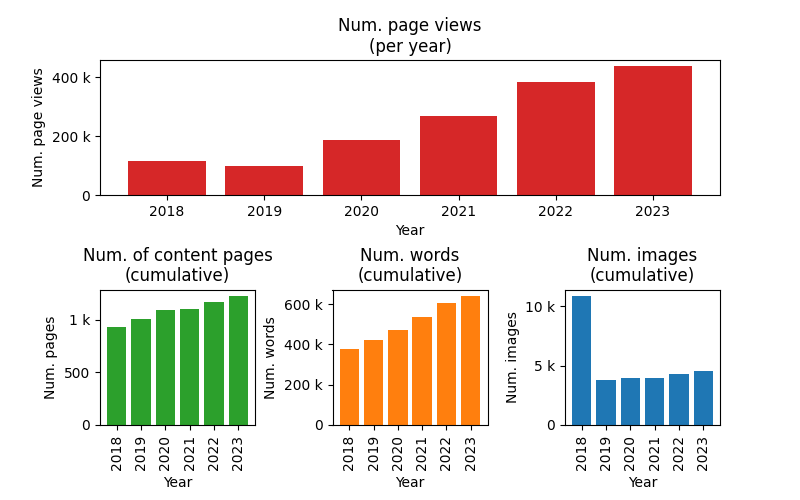 Num. page views
(per year)
Num. page views
400 k
200 k
0
2018 2019 2020 2021 2022 2023
Year
Num. of content pages
(cumulative)
Num. pages
1 k
500
0
2018 2019 2020 2021 2022 2023
Year
Num. words
(cumulative)
Num. words
600 k
400 k
200 k
0
2018 2019 2020 2021 2022 2023
Year
Num. images
(cumulative)
Num. images
10 k
5 k
0
2018 2019 2020 2021 2022 2023
Year